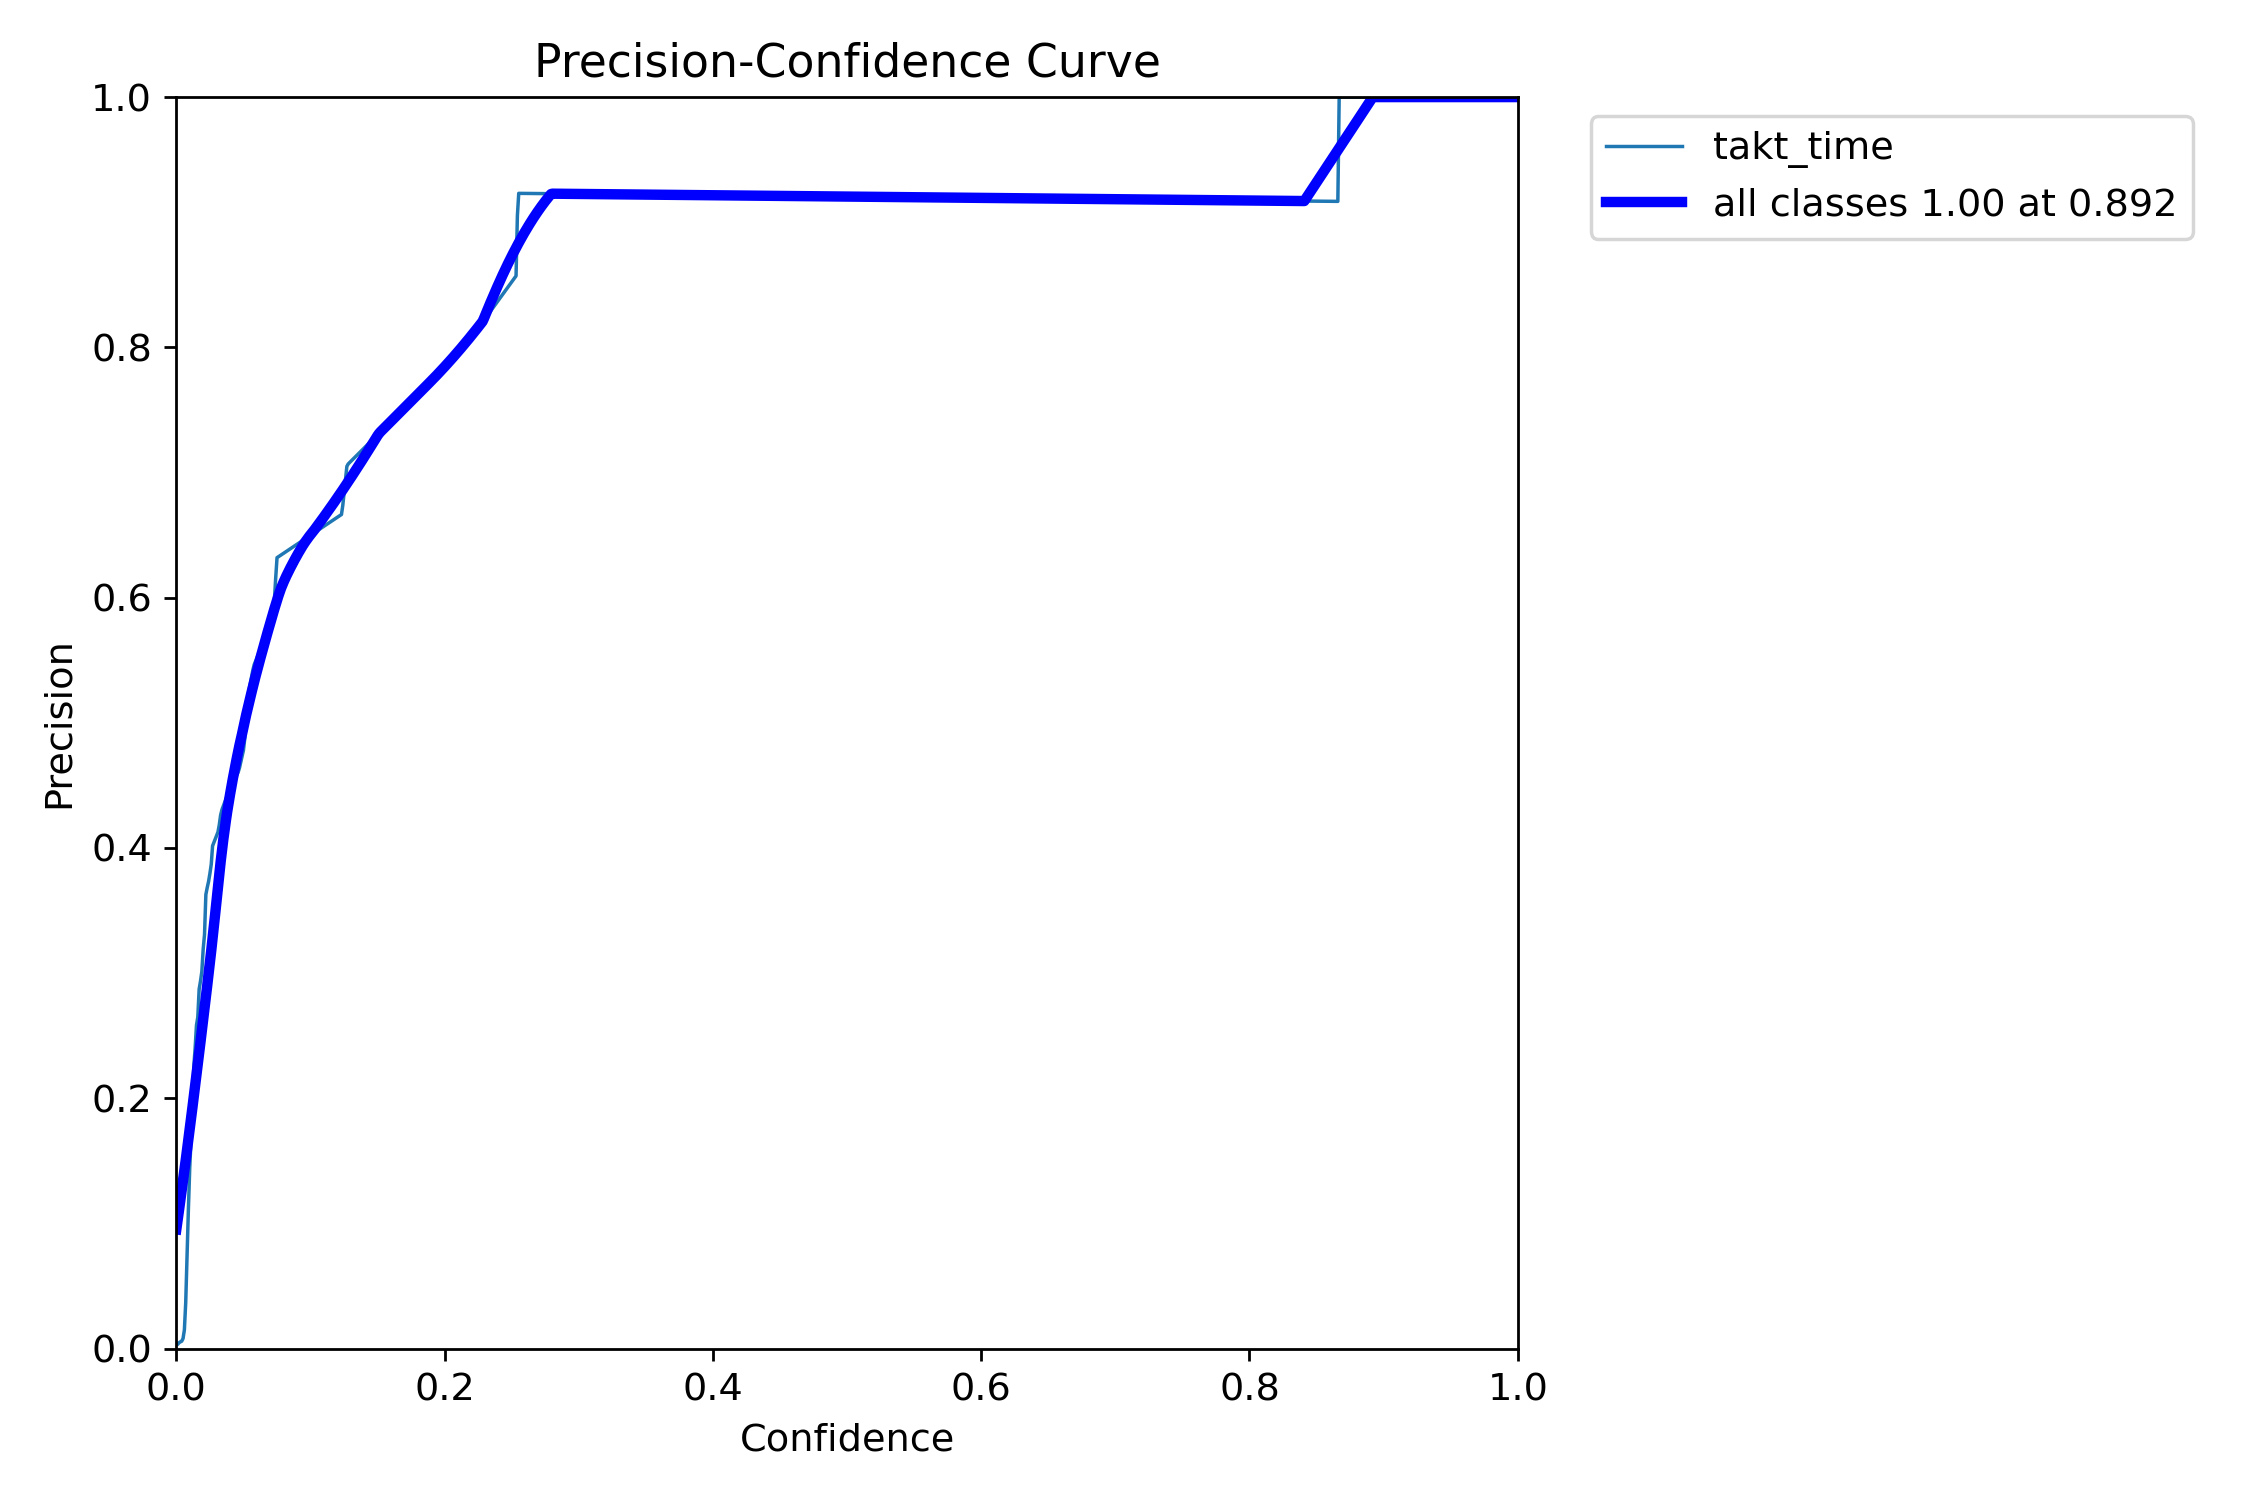 Precision-Confidence Curve
1.0
0.8
0.6
0.4
0.2
0.0
Precision
0.0 0.2 0.4 0.6 0.8 1.0
Confidence
takt_time
all classes 1.00 at 0.892